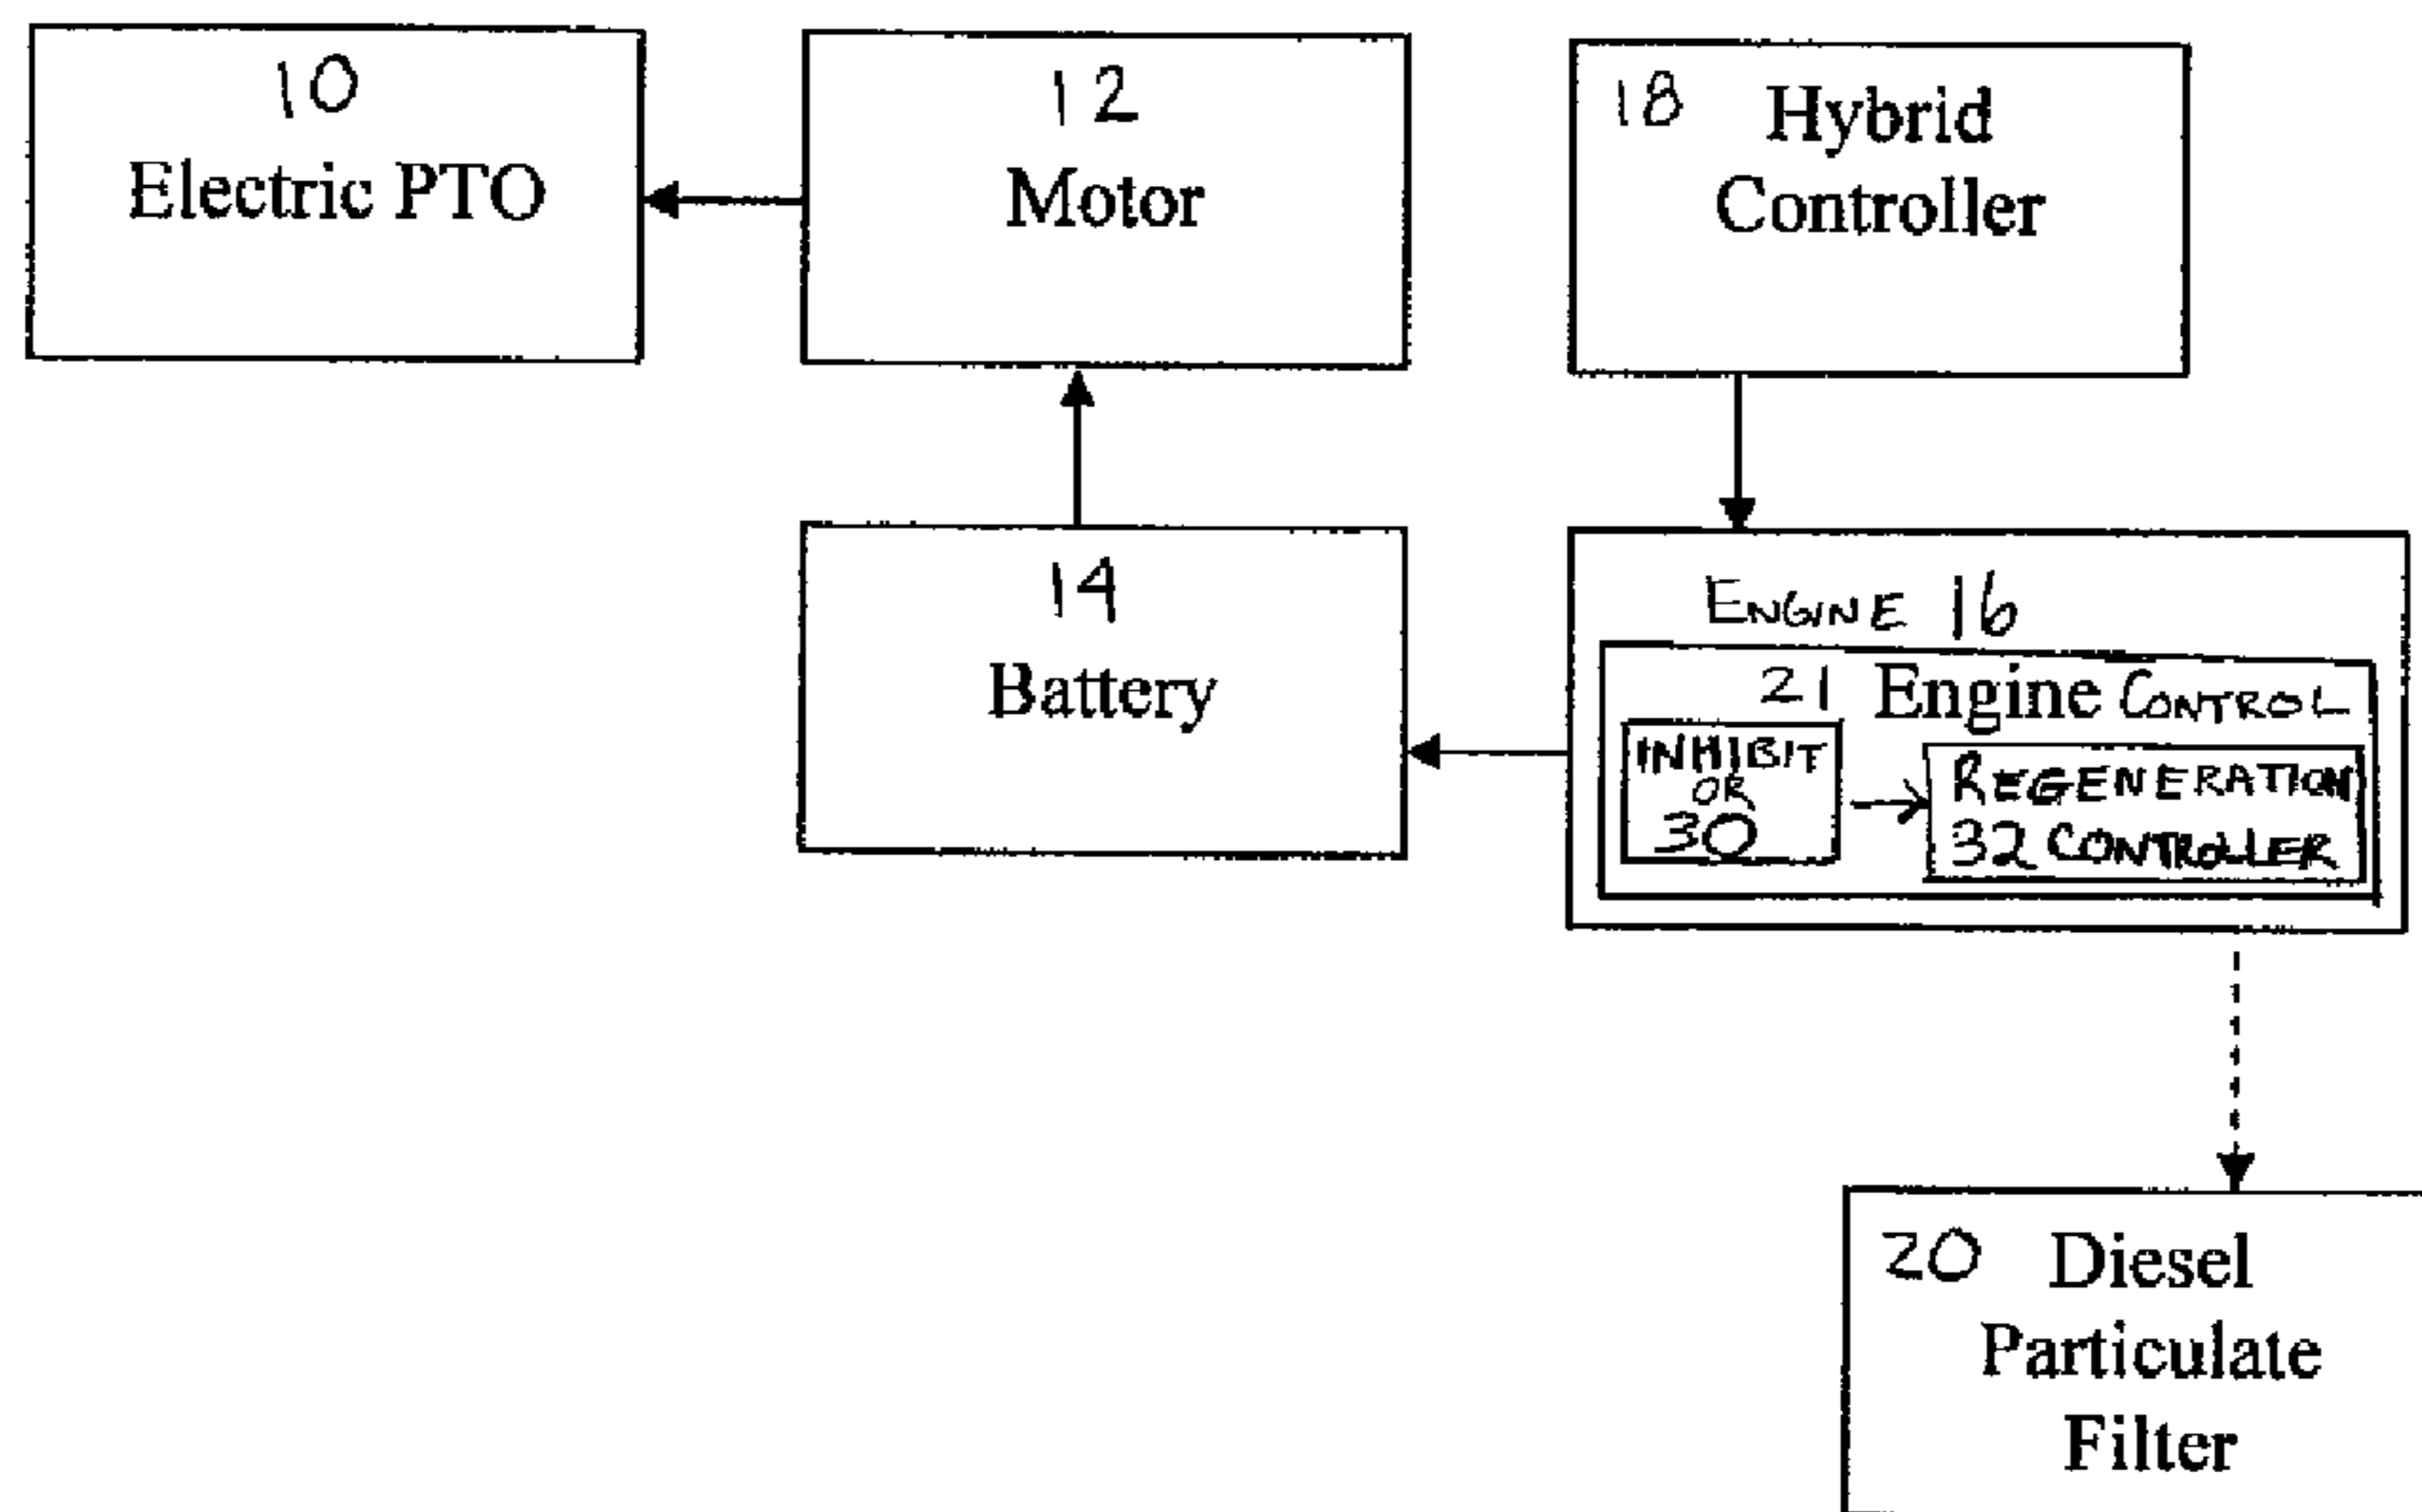 10
Electric PTO
12
Motor
18 Hybrid
Controller
14
Battery
ENGINE 16
21 Engine CONTROL
INHIBIT
OR
30
REGENERATION
32 CONTROLLER
20 Diesel
Particulate
Filter